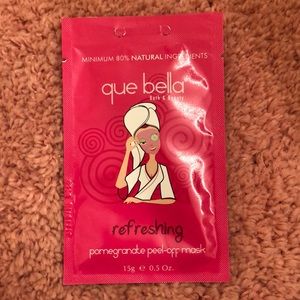 MINIMUM 80% NATURAL INGREDIENTS
que bella
Bath & Beauty
refreshing
pomegranate peel-off mask
15g e 0.5 Oz.